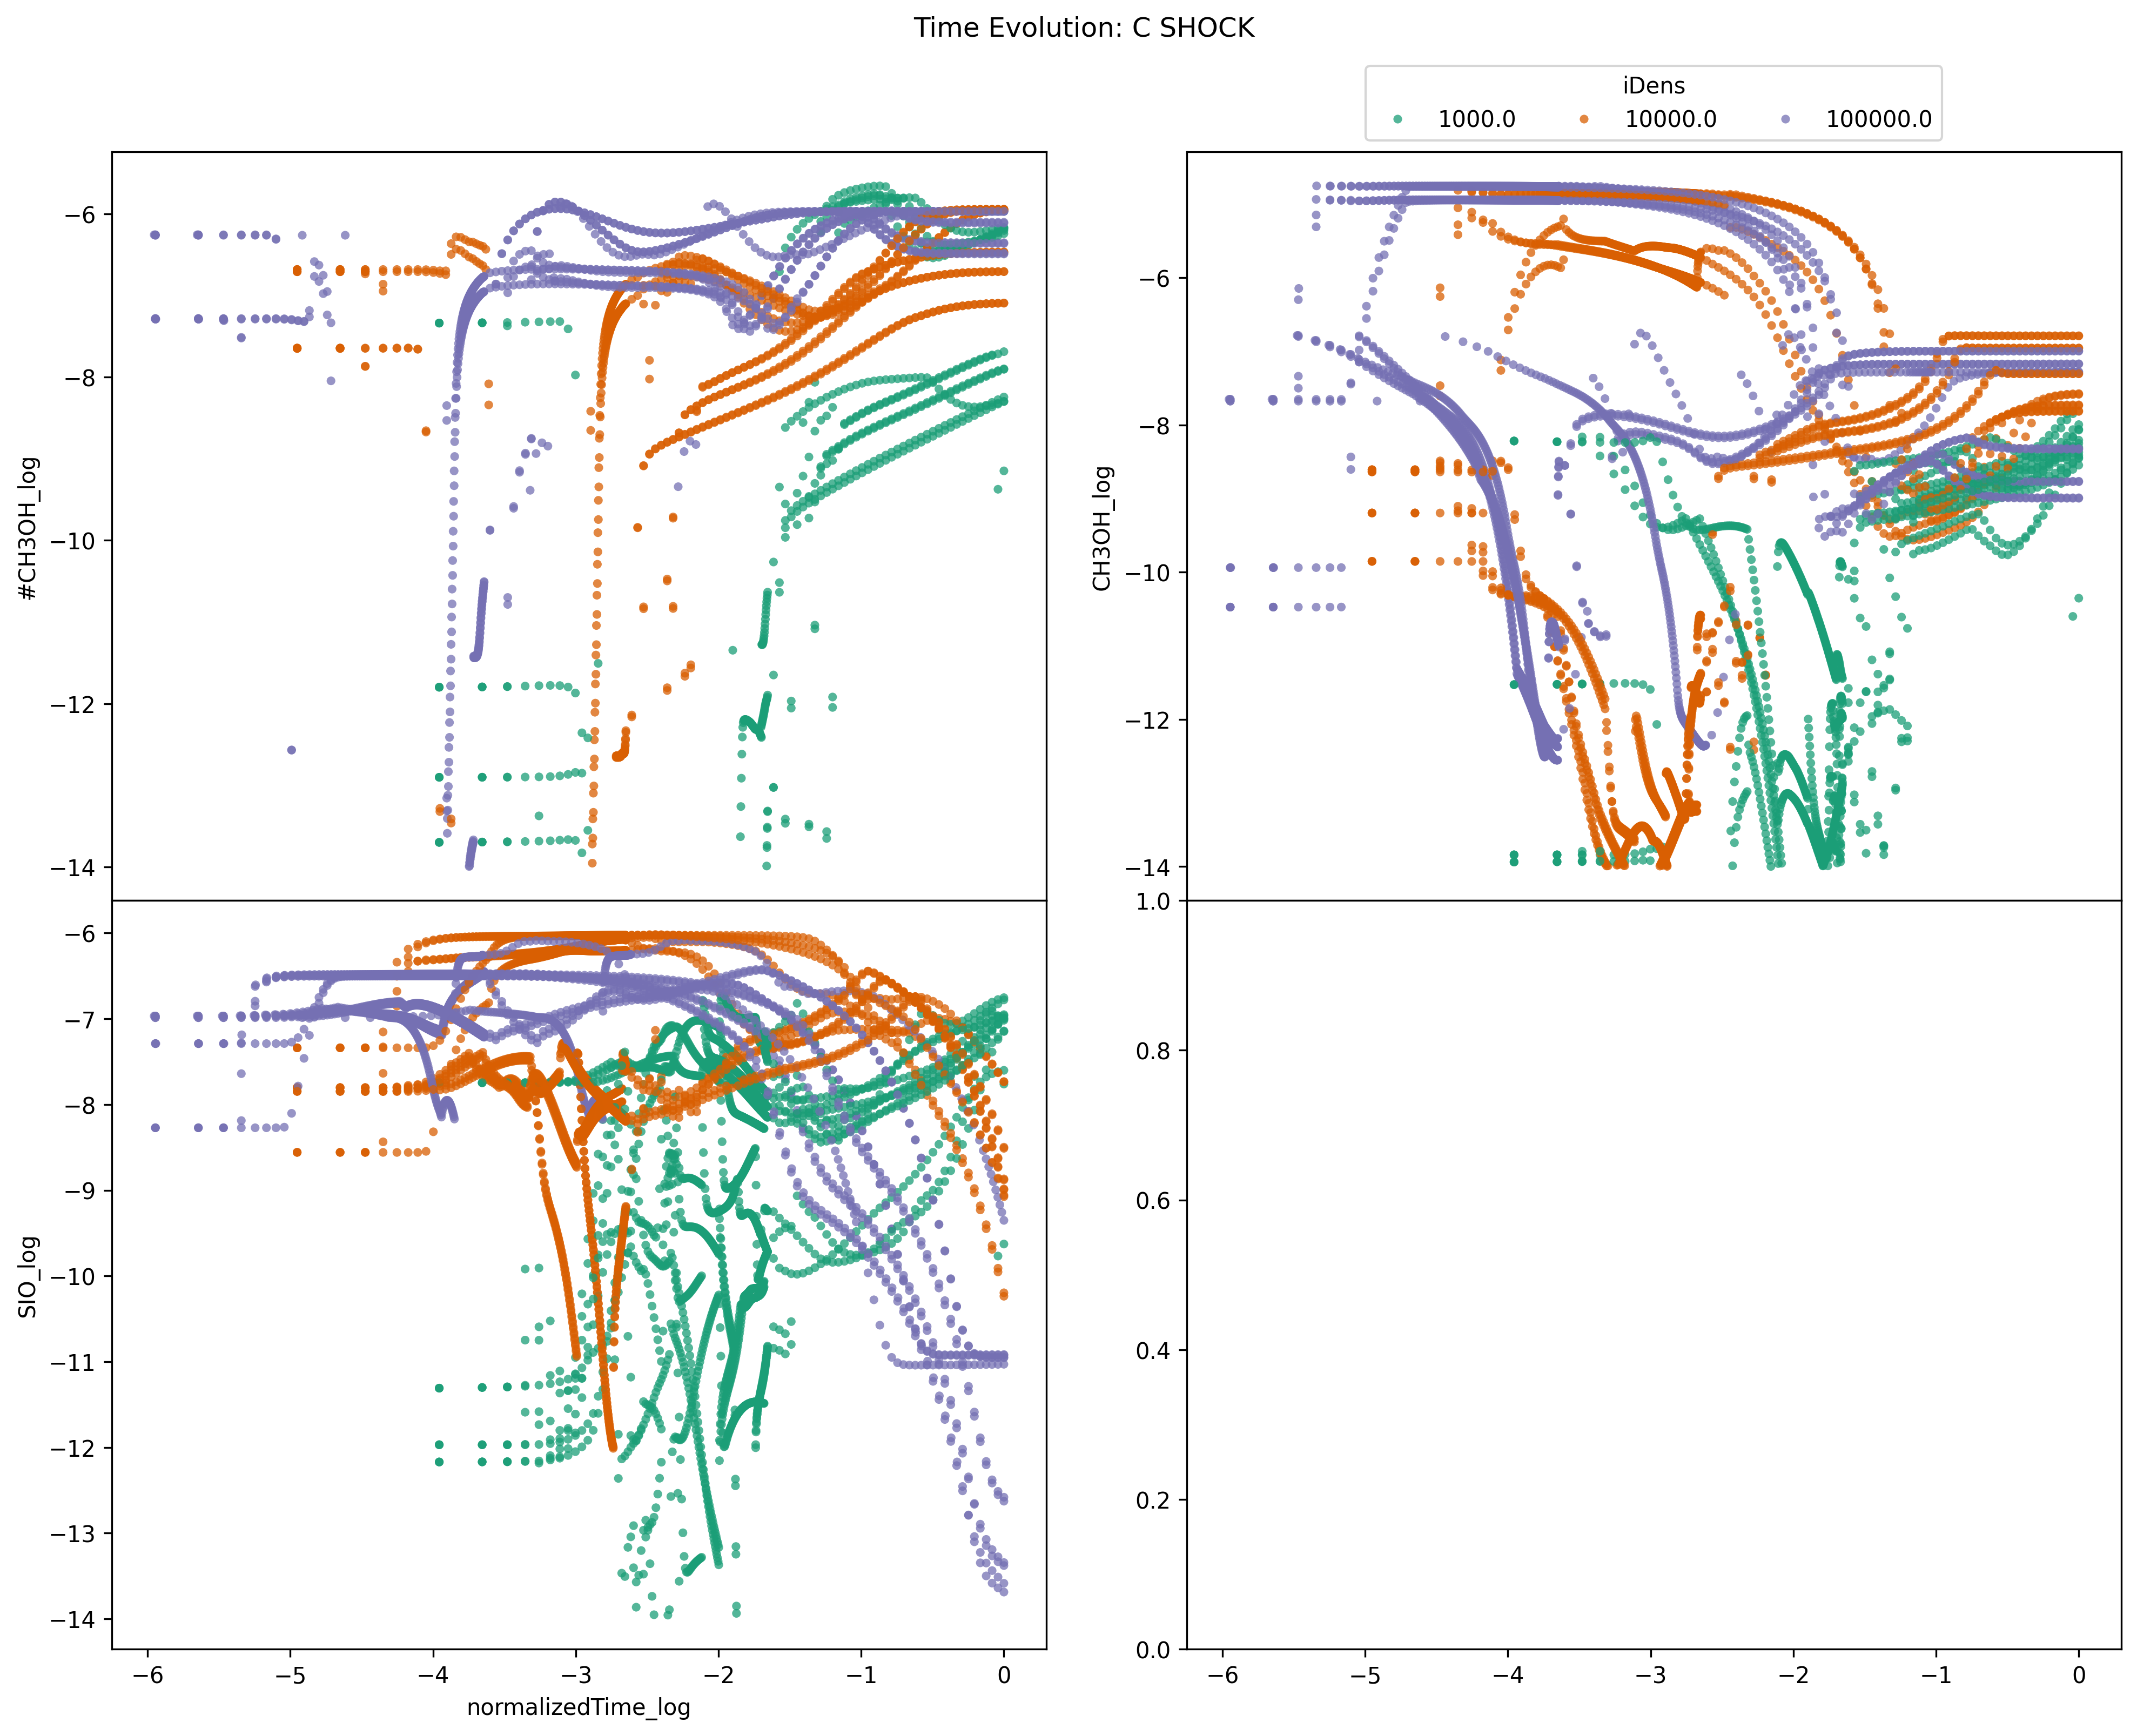 Time Evolution: C SHOCK
iDens
1000.0 10000.0 100000.0
−6
−8
−10
−12
−14
#CH3OH_log
−6
−8
−10
−12
−14
CH3OH_log
−6
−7
−8
−9
−10
−11
−12
−13
−14
SIO_log
−6 −5 −4 −3 −2 −1 0
normalizedTime_log
1.0
0.8
0.6
0.4
0.2
0.0
−6 −5 −4 −3 −2 −1 0